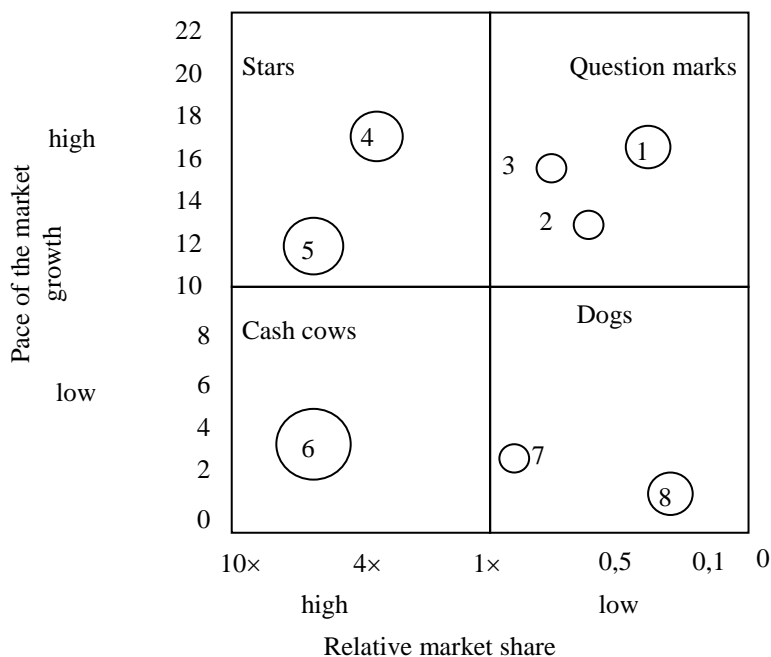 22
20
Stars
Question marks
18
high
4
16
3
1
14
2
12
5
10
Pace of the market
growth
Cash cows
Dogs
8
6
low
4
6
7
2
8
0
10×
4×
1×
0,5
0,1
0
high
low
Relative market share